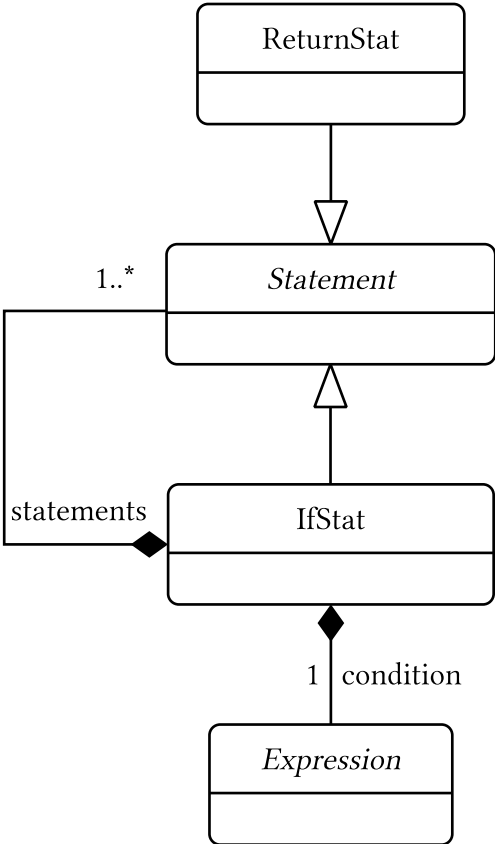 ReturnStat
1..*
Statement
statements
IfStat
1 condition
Expression